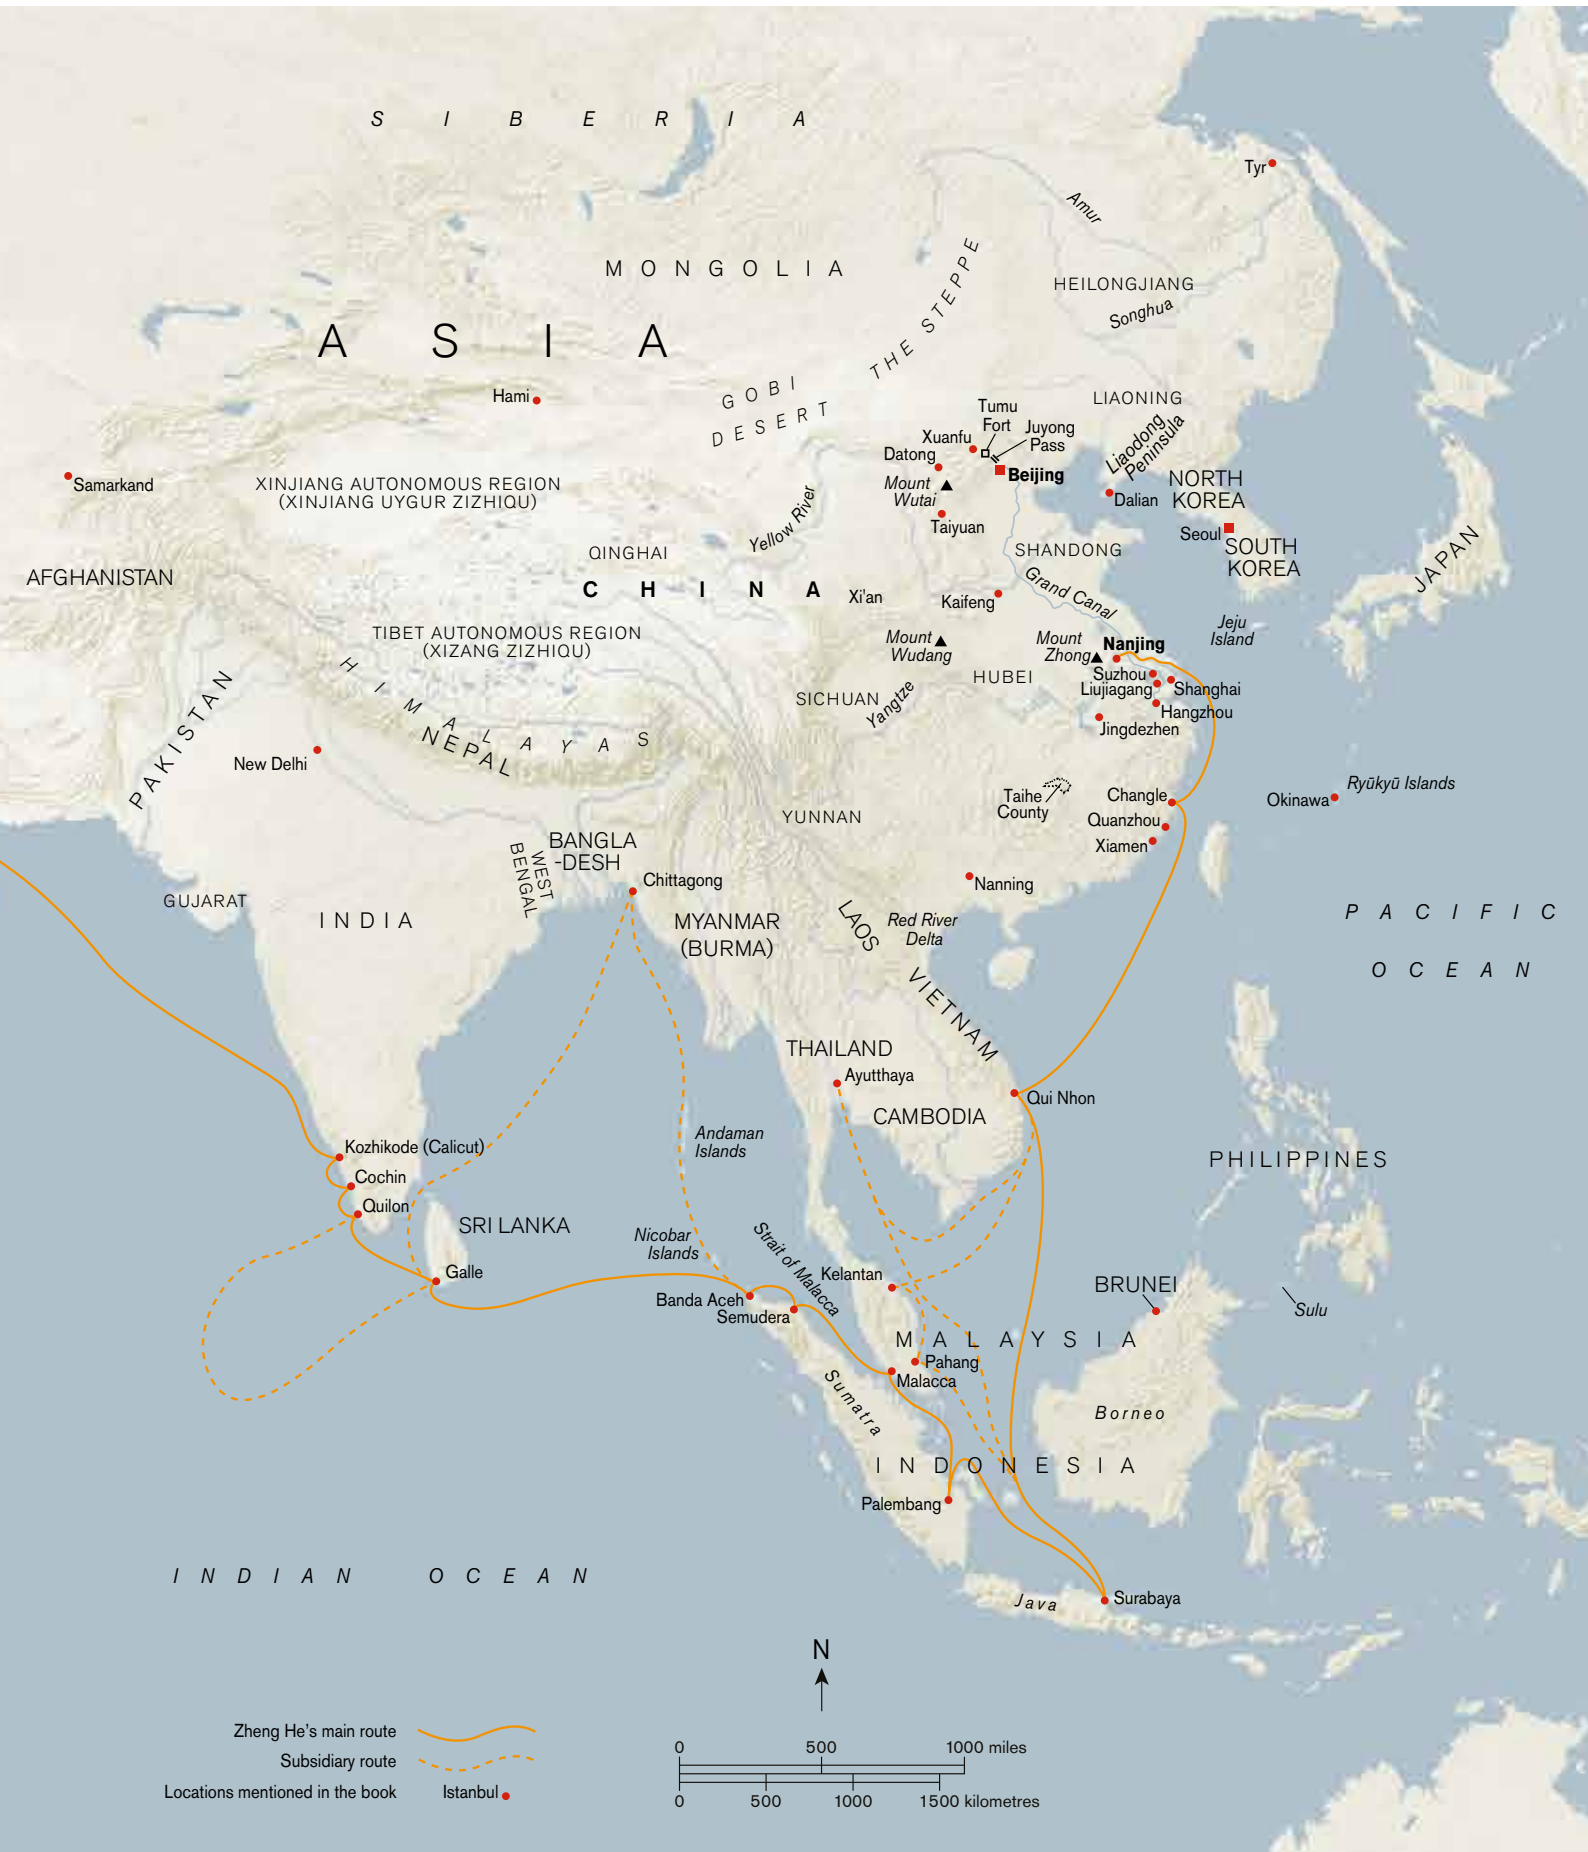 SIBERIA
Tyr
Amur
MONGOLIA
HEILONGJIANG
Songhua
THE STEPPE
ASIA
GOBI
DESERT
Hami
LIAONING
Liaodong
Peninsula
Tumu
Fort
Juyong
Pass
Xuanfu
Datong
Beijing
Mount
Wutai
Taiyuan
Dalian
NORTH
KOREA
Seoul
SOUTH
KOREA
JAPAN
Samarkand
XINJIANG AUTONOMOUS REGION
(XINJIANG UYGUR ZIZHIQU)
Yellow River
QINGHAI
SHANDONG
AFGHANISTAN
CHINA
Xi'an
Kaifeng
Grand Canal
Jeju
Island
TIBET AUTONOMOUS REGION
(XIZANG ZIZHIQU)
Mount
Wudang
Mount
Zhong
Nanjing
HIMALAYAS
HUBEI
Suzhou
Liujiagang
Shanghai
SICHUAN
Yangtze
Hangzhou
Jingdezhen
PAKISTAN
NEPAL
New Delhi
Taihe
County
Changle
Okinawa
Ryūkyū Islands
YUNNAN
Quanzhou
Xiamen
BANGLA
-DESH
WEST
BENGAL
Chittagong
Nanning
GUJARAT
INDIA
MYANMAR
(BURMA)
LAOS
Red River
Delta
PACIFIC
OCEAN
VIETNAM
THAILAND
Ayutthaya
Qui Nhon
CAMBODIA
Andaman
Islands
Kozhikode (Calicut)
Cochin
Quilon
PHILIPPINES
SRI LANKA
Nicobar
Islands
Strait of Malacca
Galle
Kelantan
BRUNEI
Banda Aceh
Semudera
Sulu
MALAYSIA
Pahang
Malacca
Sumatra
Borneo
INDONESIA
Palembang
INDIAN OCEAN
Java
Surabaya
N
Zheng He's main route
Subsidiary route
Locations mentioned in the book
Istanbul
0 500 1000 miles
0 500 1000 1500 kilometres